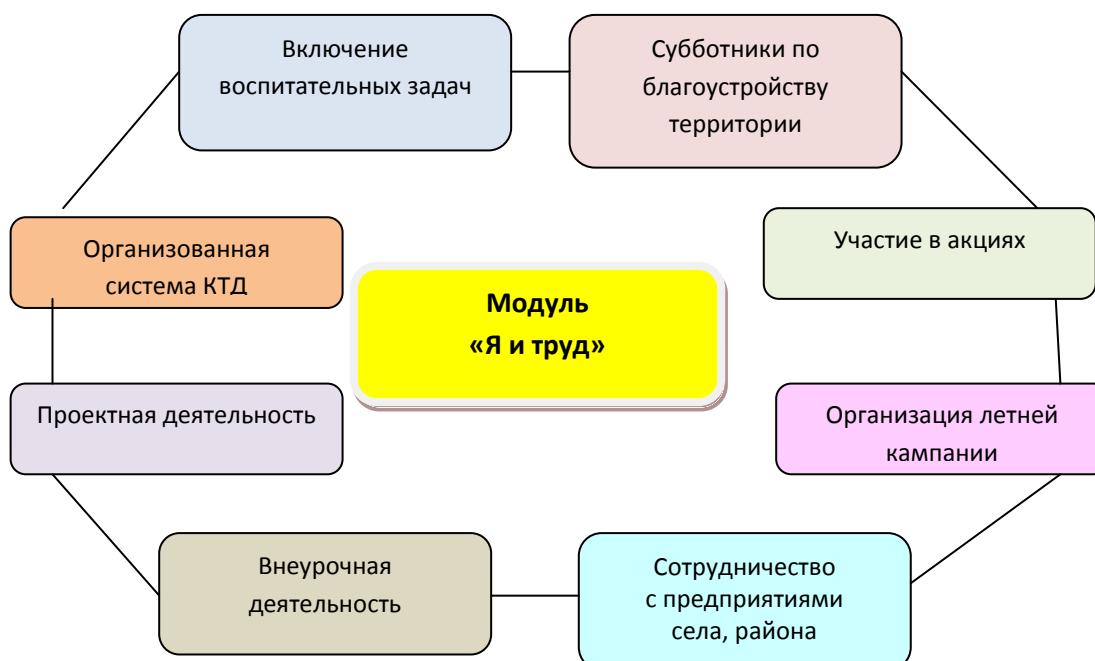 Включение
воспитательных задач
Субботники по
благоустройству
территории
Организованная
система КТД
Участие в акциях
Модуль
«Я и труд»
Проектная деятельность
Организация летней
кампании
Внеурочная
деятельность
Сотрудничество
с предприятиями
села, района